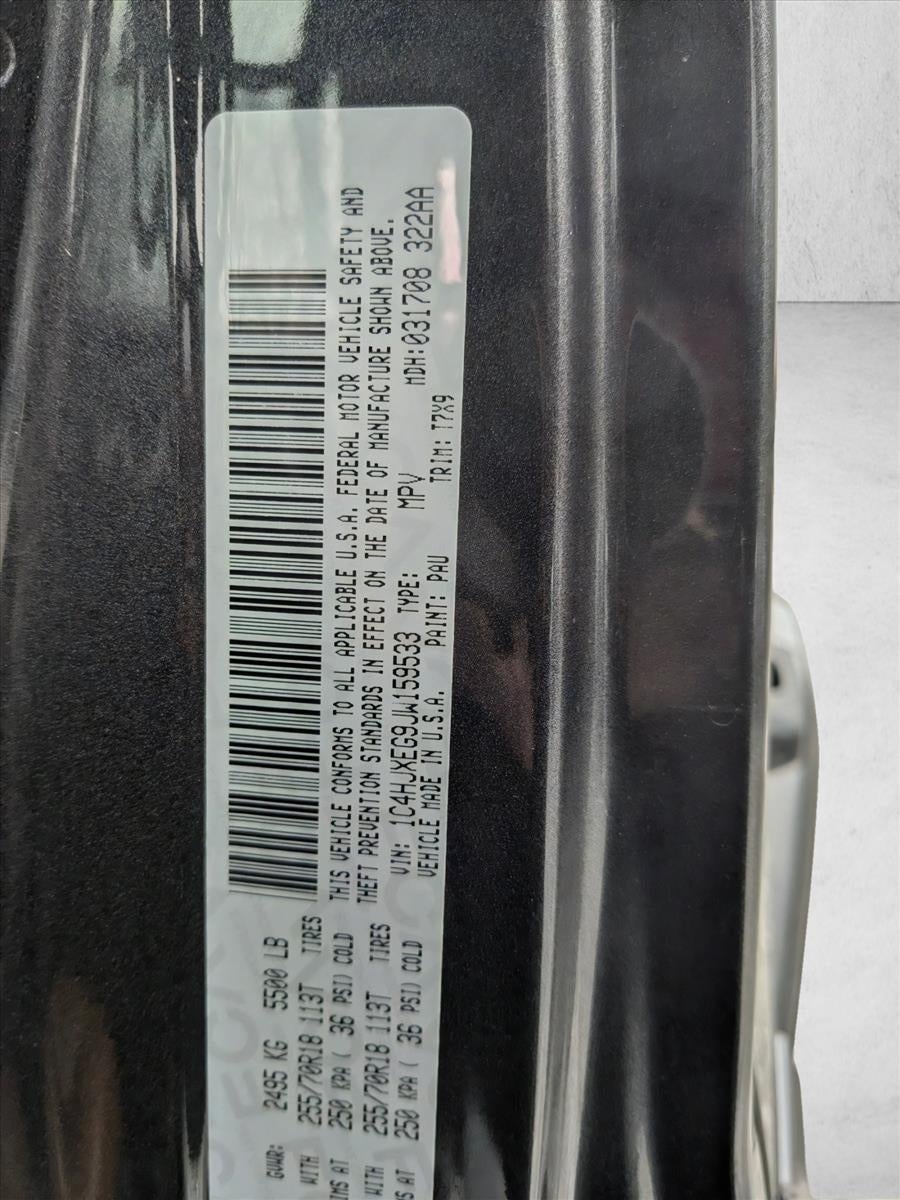 GVWR: 2495 KG 5500 LB
WITH 255/70R18 113T TIRES
MS AT 250 KPA ( 36 PSI) COLD
WITH 255/70R18 113T TIRES
S AT 250 KPA ( 36 PSI) COLD
THIS VEHICLE CONFORMS TO ALL APPLICABLE U.S.A. FEDERAL MOTOR VEHICLE SAFETY AND
THEFT PREVENTION STANDARDS IN EFFECT ON THE DATE OF MANUFACTURE SHOWN ABOVE.
VIN: 1C4HJXEG9JW159533 TYPE: MPV MDH:031708 322AA
VEHICLE MADE IN U.S.A. PAINT: PAU TRIM: T7X9